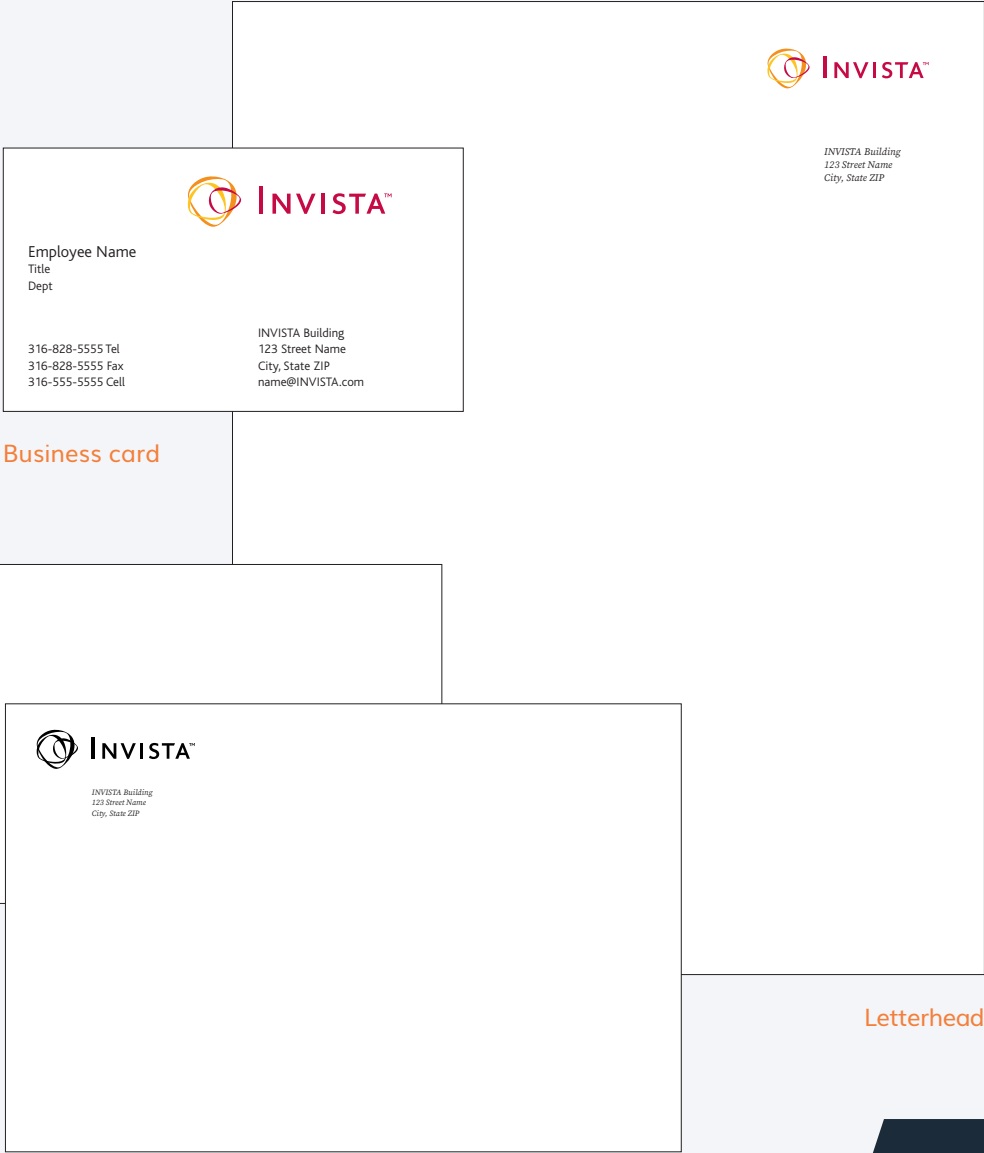 INVISTA™
INVISTA Building
123 Street Name
City, State ZIP
INVISTA™
Employee Name
Title
Dept
316-828-5555 Tel
316-828-5555 Fax
316-555-5555 Cell
INVISTA Building
123 Street Name
City, State ZIP
name@INVISTA.com
Business card
INVISTA™
INVISTA Building
123 Street Name
City, State ZIP
Letterhead